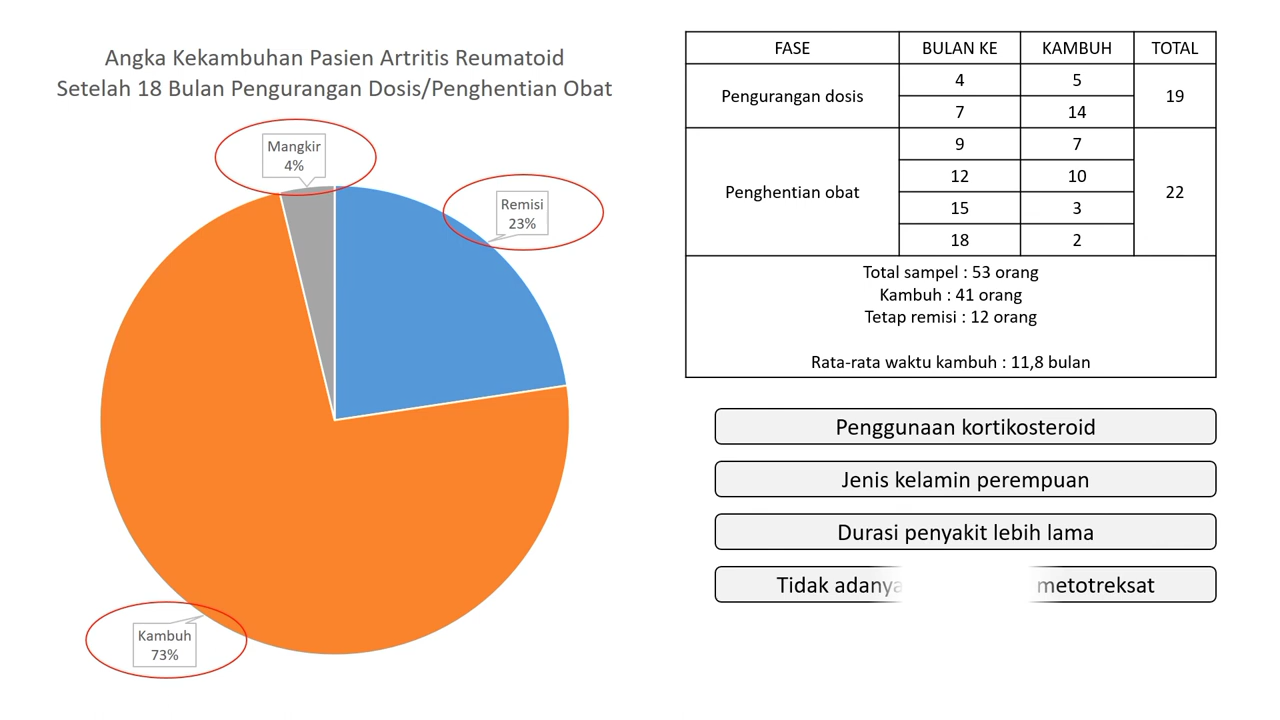 Angka Kekambuhan Pasien Artritis Reumatoid
Setelah 18 Bulan Pengurangan Dosis/Penghentian Obat
Mangkir
4%
Remisi
23%
Kambuh
73%
FASE BULAN KE KAMBUH TOTAL
Pengurangan dosis 4 5 19
7 14
Penghentian obat 9 7 22
12 10
15 3
18 2
Total sampel : 53 orang
Kambuh : 41 orang
Tetap remisi : 12 orang
Rata-rata waktu kambuh : 11,8 bulan
Penggunaan kortikosteroid
Jenis kelamin perempuan
Durasi penyakit lebih lama
Tidak adanya metotreksat